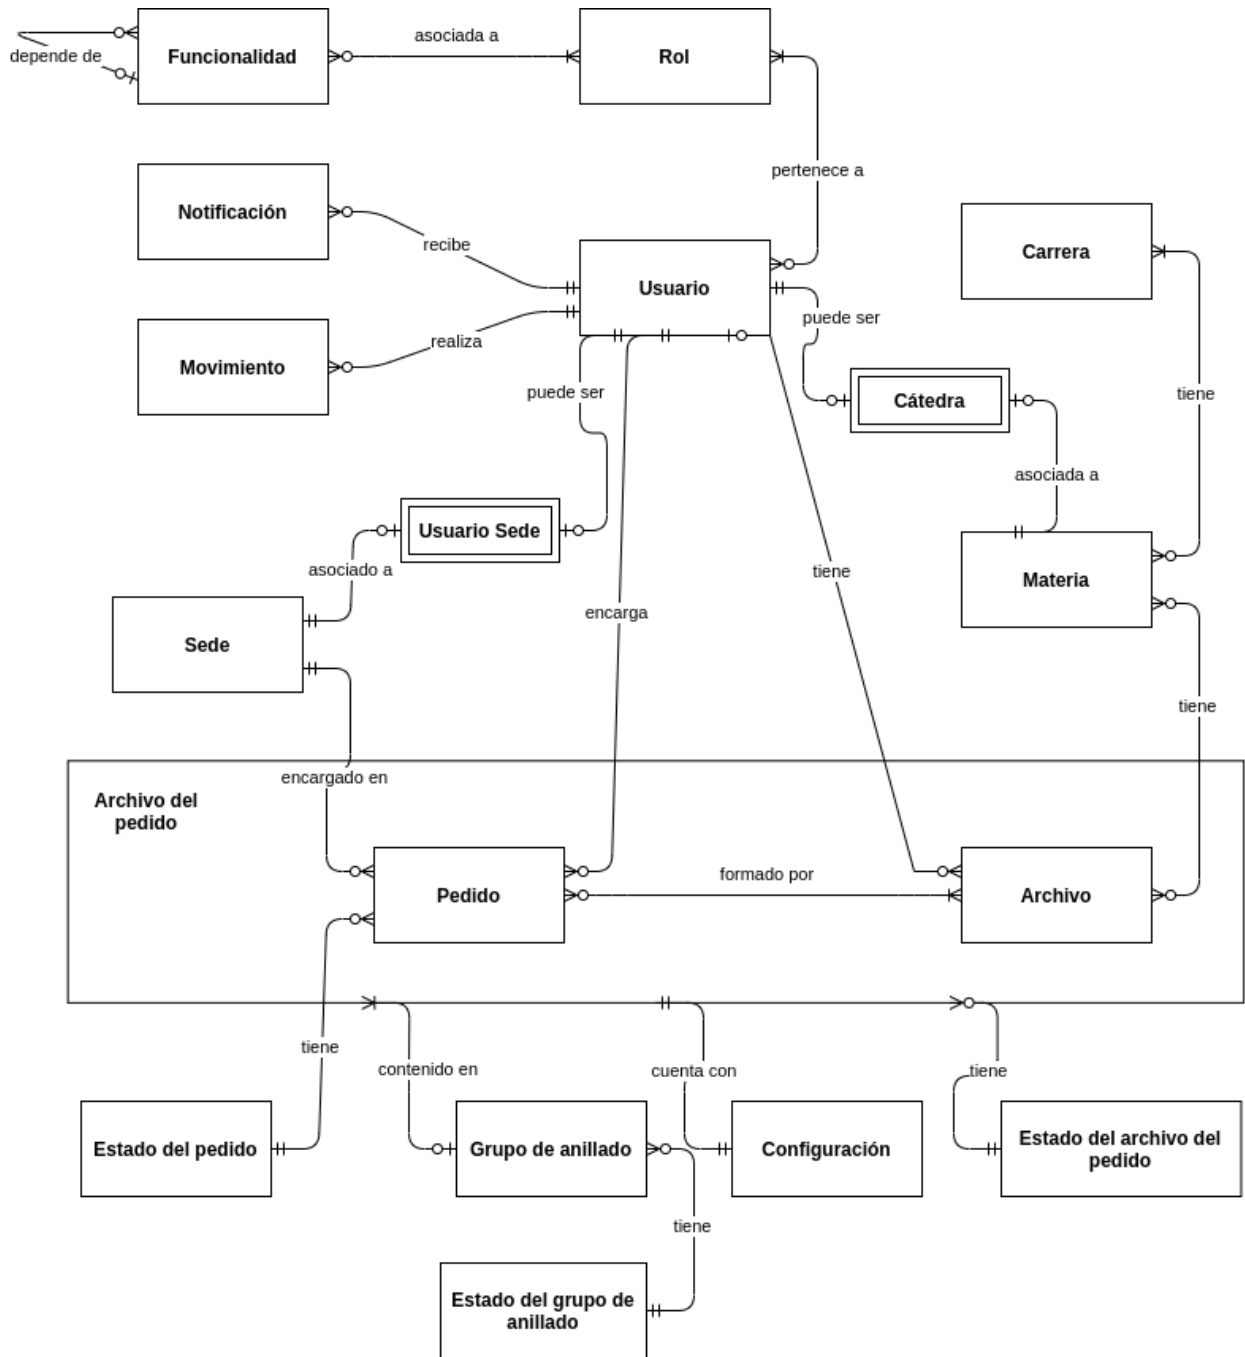 asociada a
depende de
Funcionalidad
Rol
pertenece a
Notificación
recibe
Carrera
Usuario
puede ser
realiza
Movimiento
puede ser
Cátedra
tiene
asociada a
Usuario Sede
asociado a
tiene
Materia
encarga
Sede
tiene
encargado en
Archivo del
pedido
formado por
Pedido
Archivo
tiene
contenido en
cuenta con
tiene
Estado del pedido
Grupo de anillado
Configuración
Estado del archivo del
pedido
tiene
Estado del grupo de
anillado